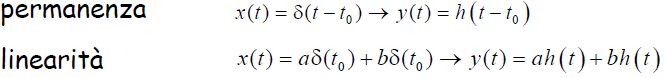 permanenza x(t) = δ(t − t₀) → y(t) = h(t − t₀)
linearità x(t) = aδ(t₀) + bδ(t₀) → y(t) = ah(t) + bh(t)